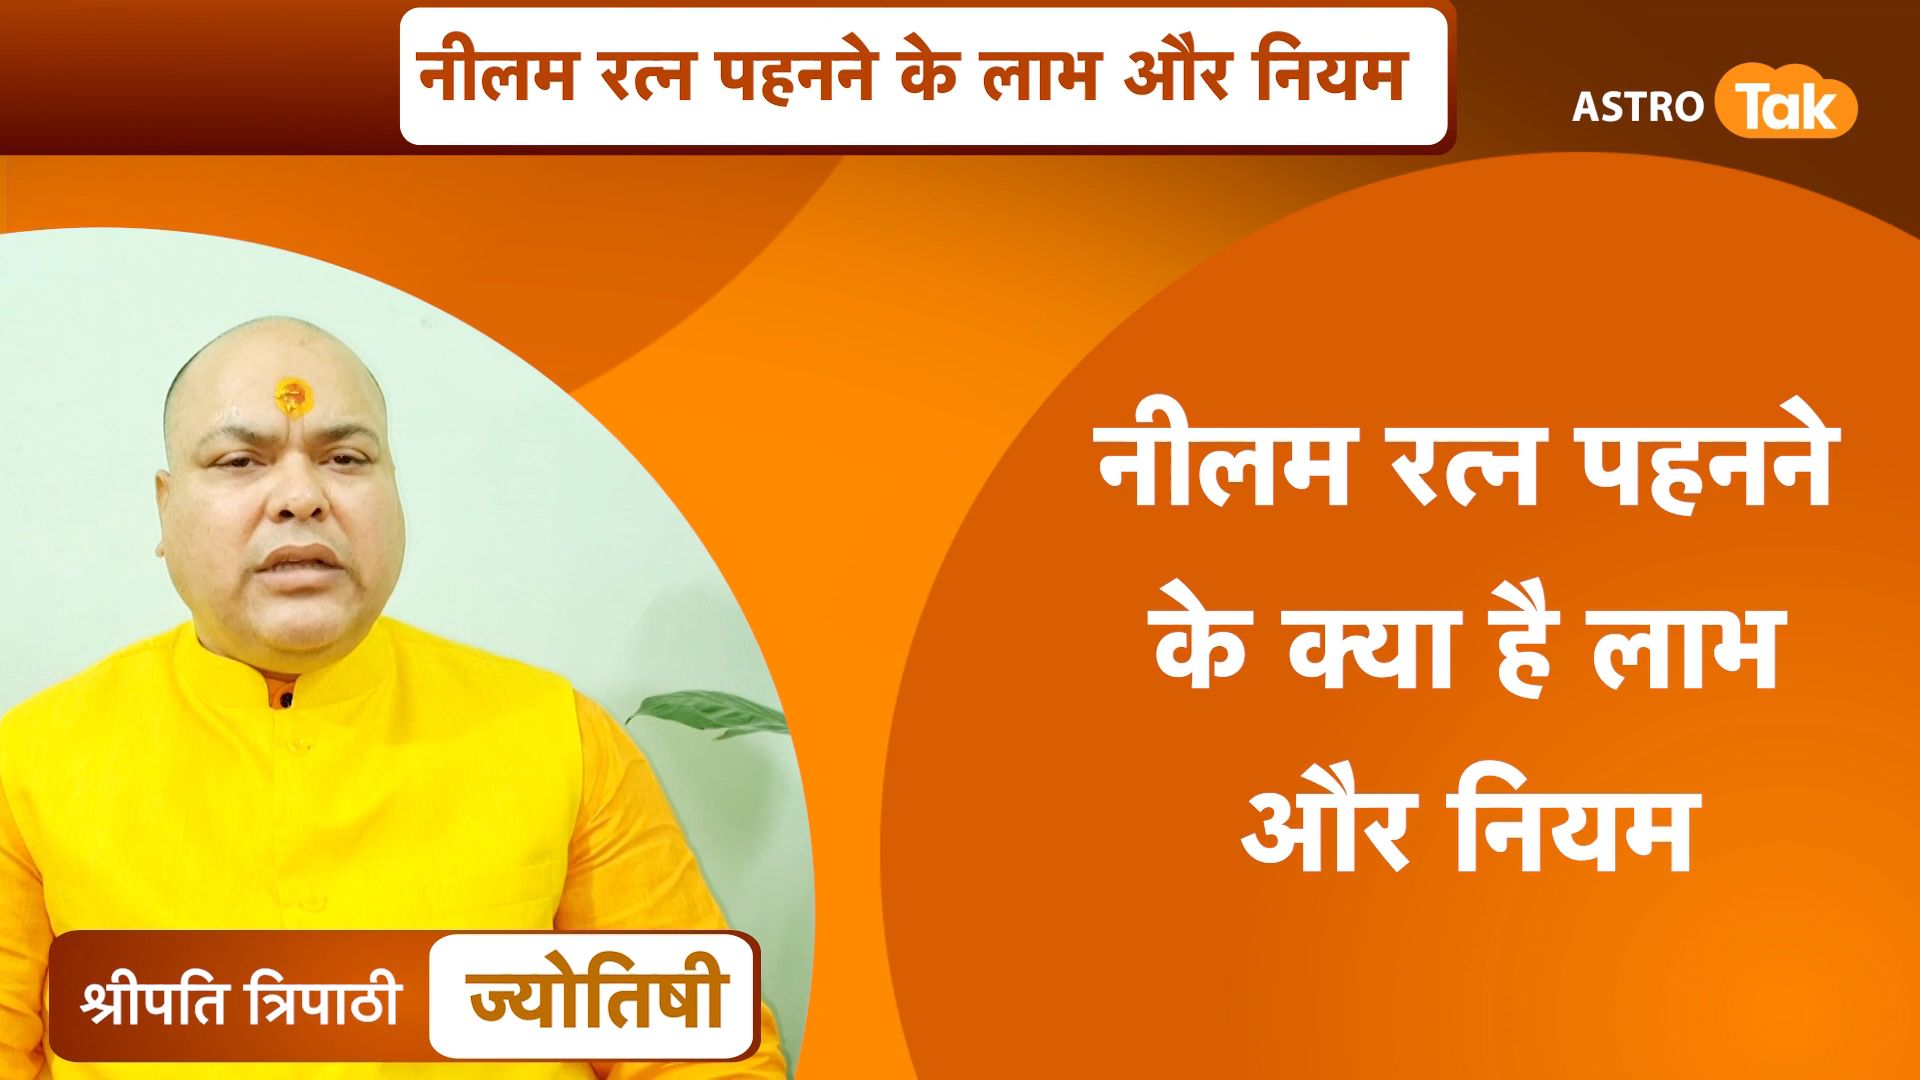 नीलम रत्न पहनने के लाभ और नियम
ASTRO Tak
नीलम रत्न पहनने
के क्या है लाभ
और नियम
श्रीपति त्रिपाठी ज्योतिषी